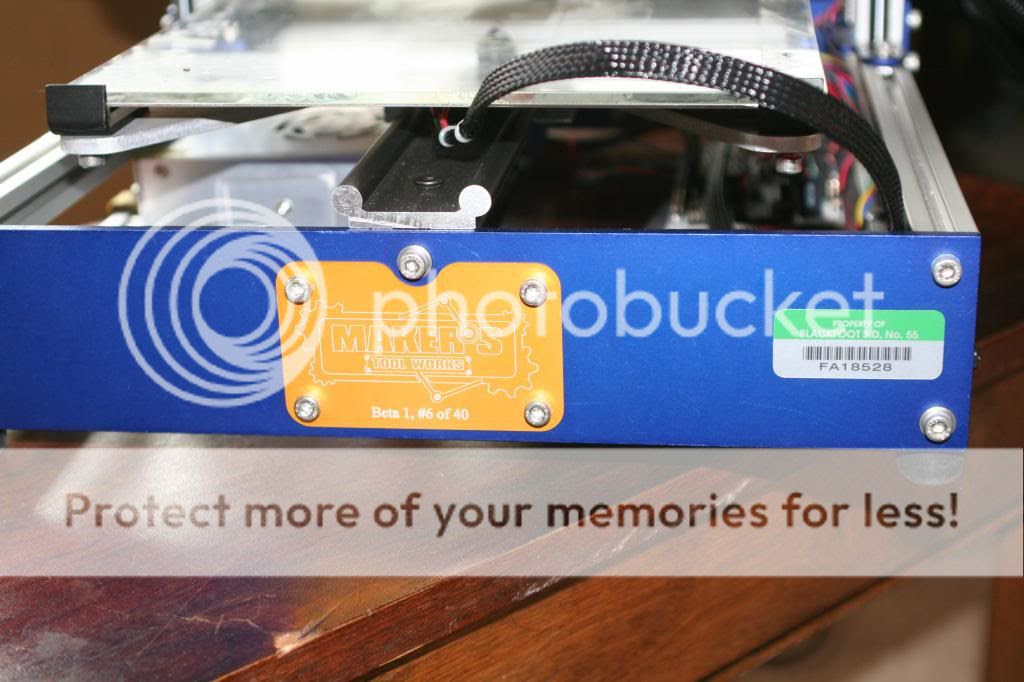 photobucket
MAKER'S
TOOL WORKS
Beta 1, #6 of 40
PROPERTY OF
BLACKFOOT S.D. No. 55
FA18528
Protect more of your memories for less!